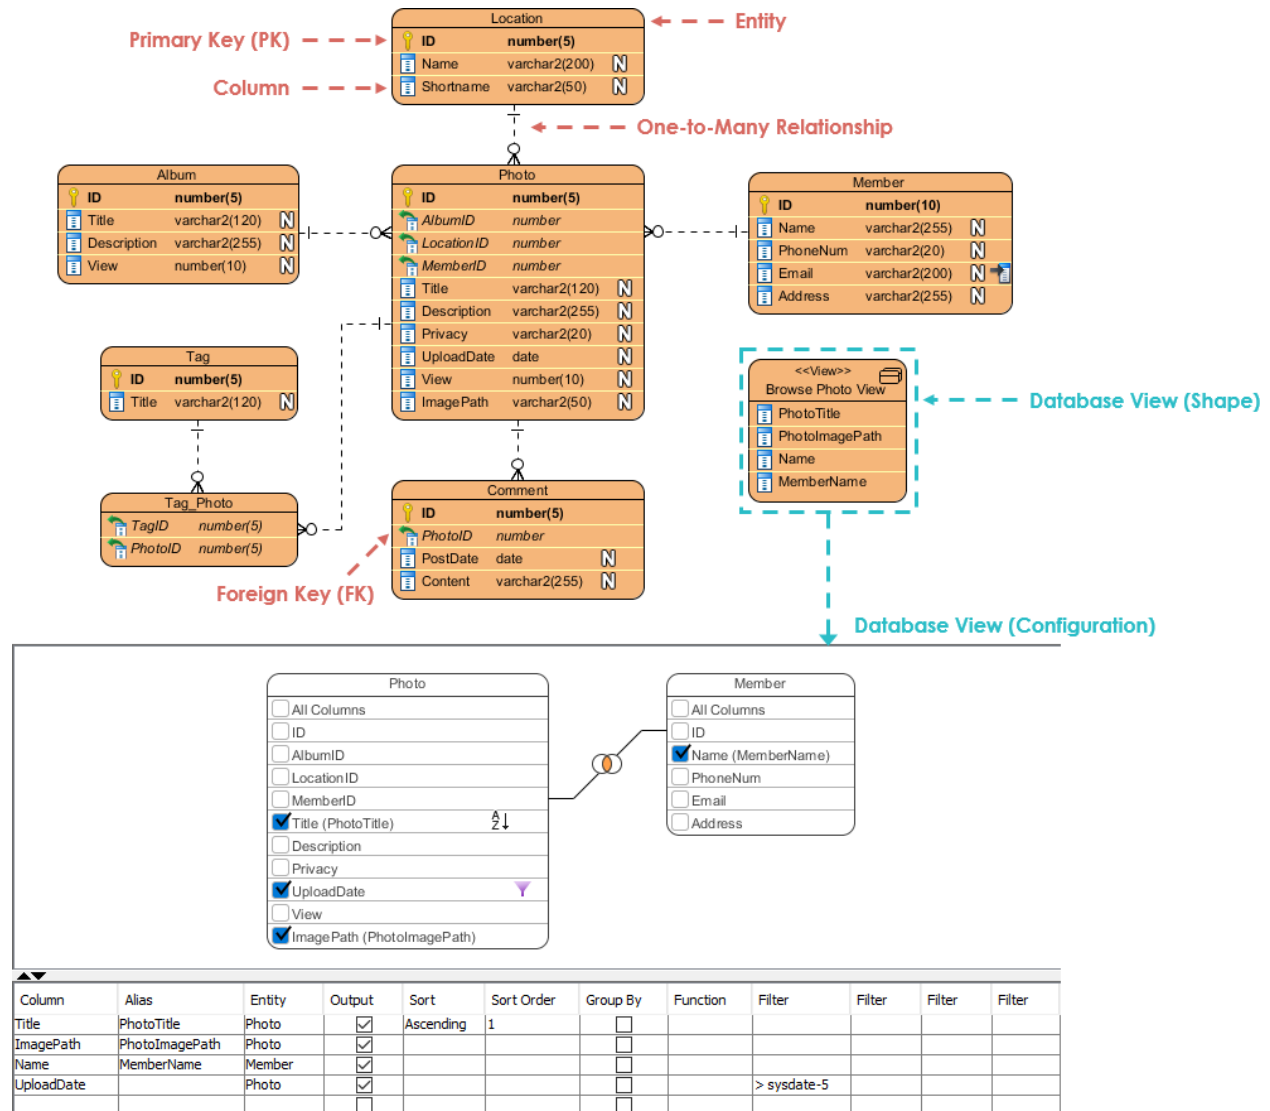 Location
Entity
Primary Key (PK)
ID number(5)
Name varchar2(200) N
Column
Shortname varchar2(50) N
One-to-Many Relationship
Album
ID number(5)
Title varchar2(120) N
Description varchar2(255) N
View number(10) N
Photo
ID number(5)
AlbumID number
LocationID number
MemberID number
Title varchar2(120) N
Description varchar2(255) N
Privacy varchar2(20) N
UploadDate date N
View number(10) N
ImagePath varchar2(50) N
Member
ID number(10)
Name varchar2(255) N
PhoneNum varchar2(20) N
Email varchar2(200) N
Address varchar2(255) N
Tag
ID number(5)
Title varchar2(120) N
<<View>>
Browse Photo View
PhotoTitle
PhotoImagePath
Name
MemberName
Database View (Shape)
Tag_Photo
TagID number(5)
PhotoID number(5)
Comment
ID number(5)
PhotoID number
PostDate date N
Content varchar2(255) N
Foreign Key (FK)
Database View (Configuration)
Photo
All Columns
ID
AlbumID
LocationID
MemberID
Title (PhotoTitle) A Z
Description
Privacy
UploadDate
View
ImagePath (PhotoImagePath)
Member
All Columns
ID
Name (MemberName)
PhoneNum
Email
Address
Column Alias Entity Output Sort Sort Order Group By Function Filter Filter Filter Filter
Title PhotoTitle Photo Ascending 1
ImagePath PhotoImagePath Photo
Name MemberName Member
UploadDate Photo > sysdate-5